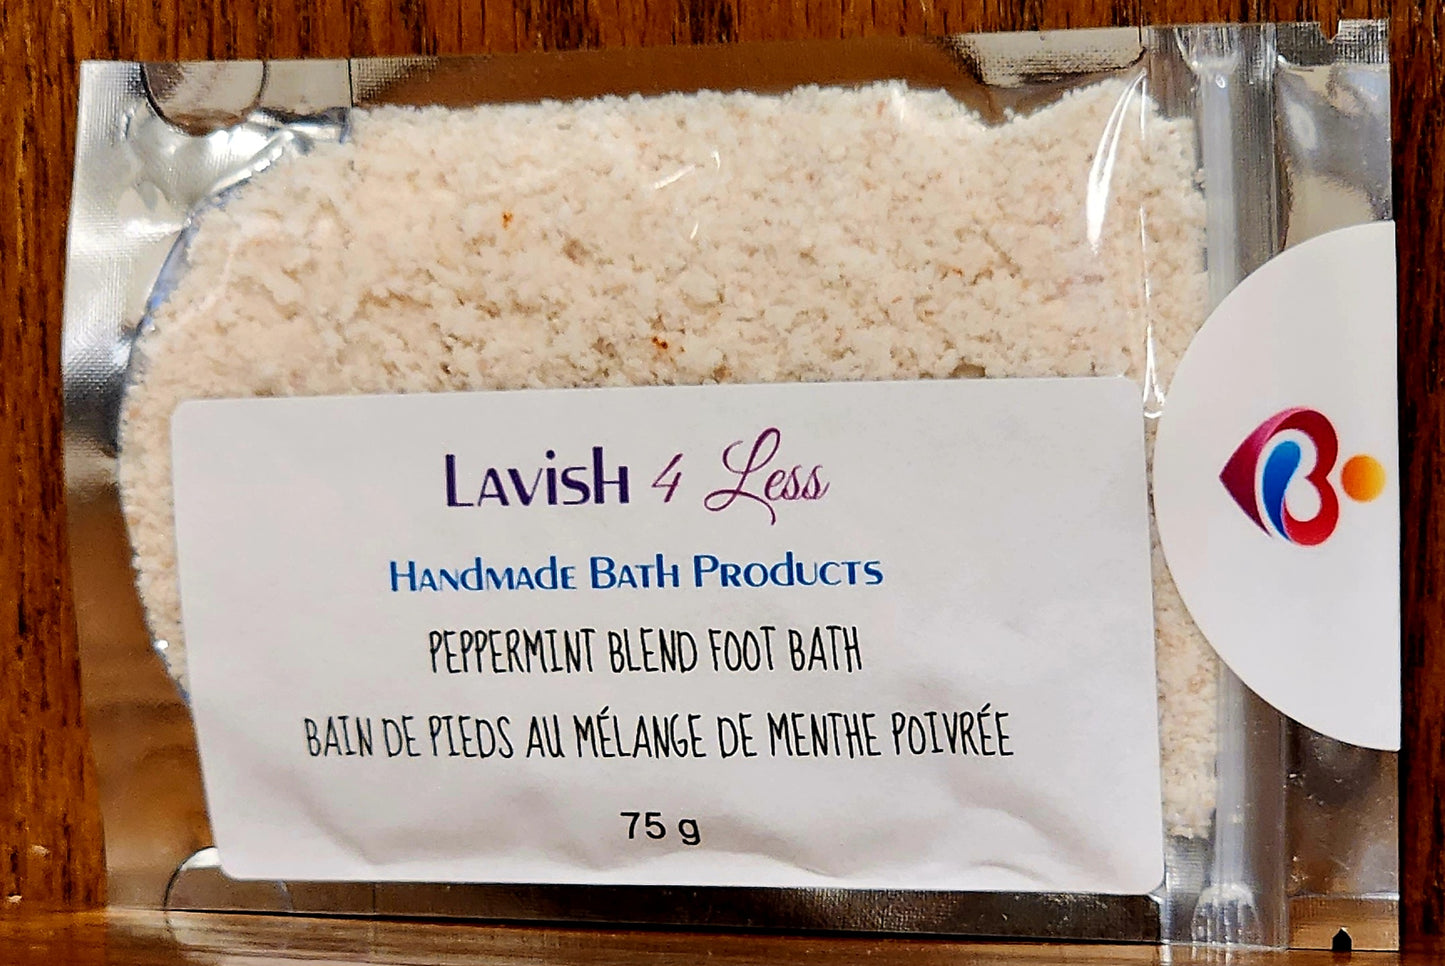 Lavish 4 Less
Handmade Bath Products
PEPPERMINT BLEND FOOT BATH
BAIN DE PIEDS AU MÉLANGE DE MENTHE POIVRÉE
75 g